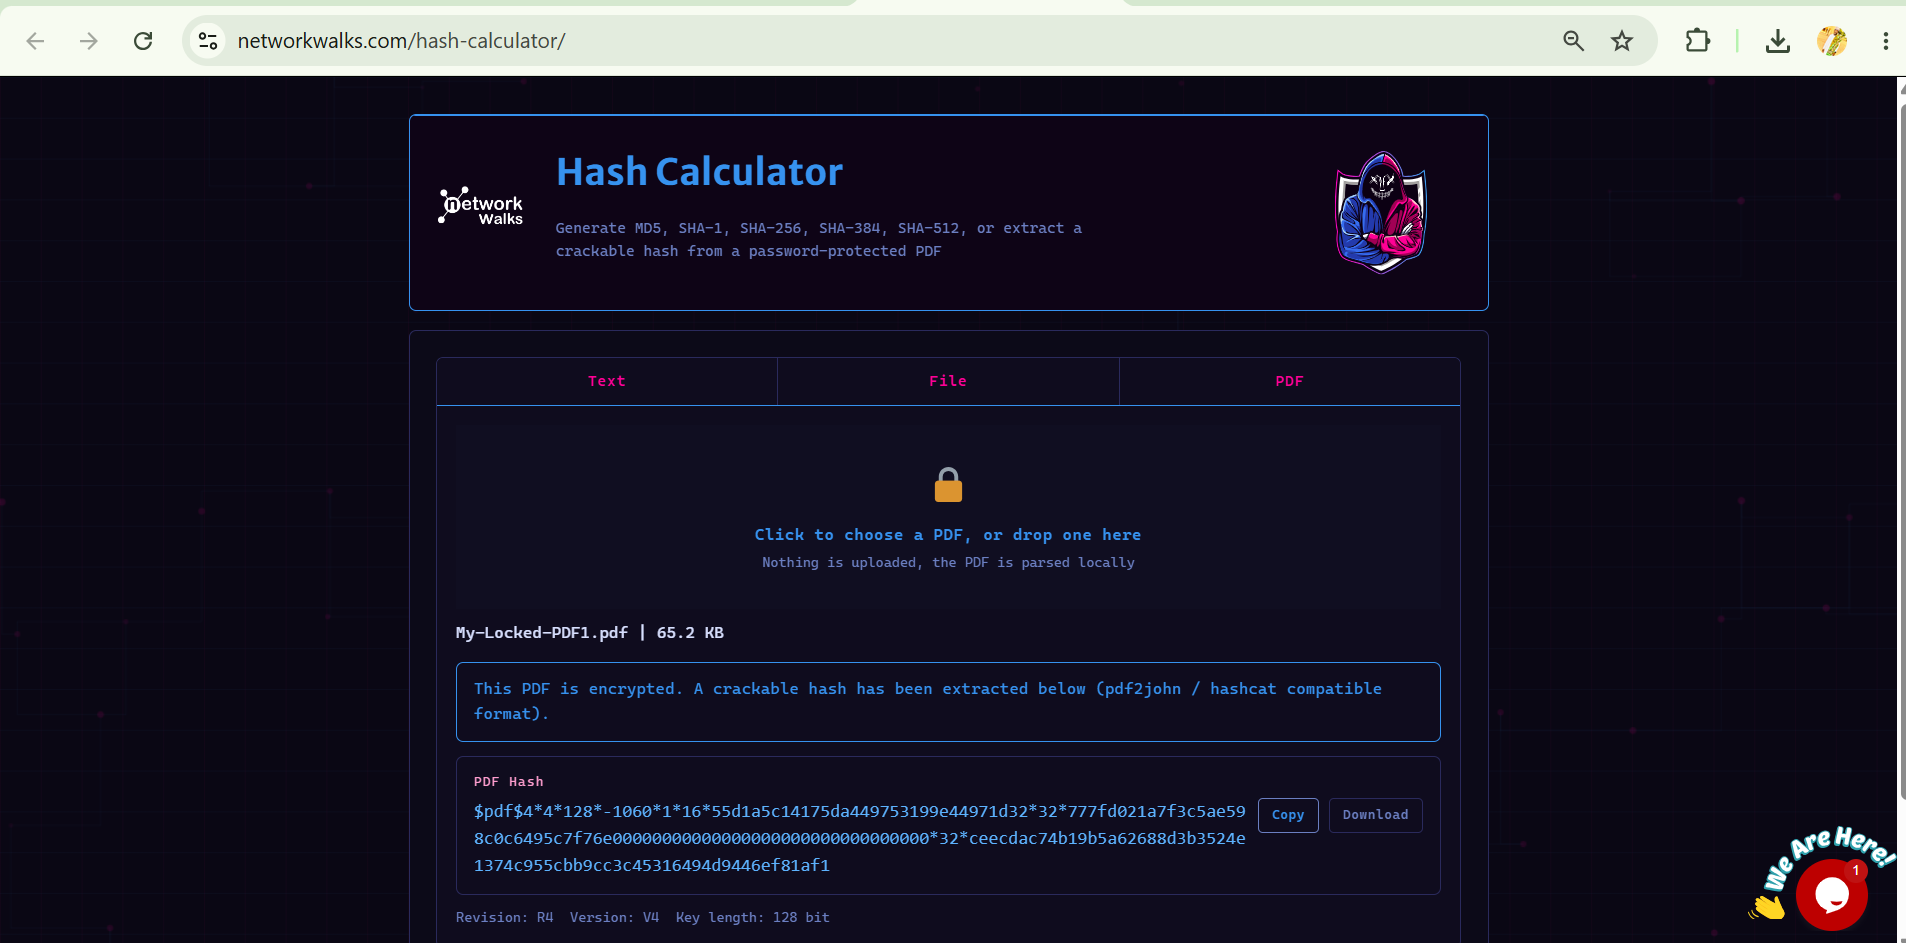 networkwalks.com/hash-calculator/
network
Walks
Hash Calculator
Generate MD5, SHA-1, SHA-256, SHA-384, SHA-512, or extract a
crackable hash from a password-protected PDF
Text
File
PDF
Click to choose a PDF, or drop one here
Nothing is uploaded, the PDF is parsed locally
My-Locked-PDF1.pdf | 65.2 KB
This PDF is encrypted. A crackable hash has been extracted below (pdf2john / hashcat compatible
format).
PDF Hash
$pdf$4*4*128*-1060*1*16*55d1a5c14175da449753199e44971d32*32*777fd021a7f3c5ae59
8c0c6495c7f76e00000000000000000000000000000000*32*ceecdac74b19b5a62688d3b3524e
1374c955cbb9cc3c45316494d9446ef81af1
Copy
Download
Revision: R4 Version: V4 Key length: 128 bit
We Are Here!
1